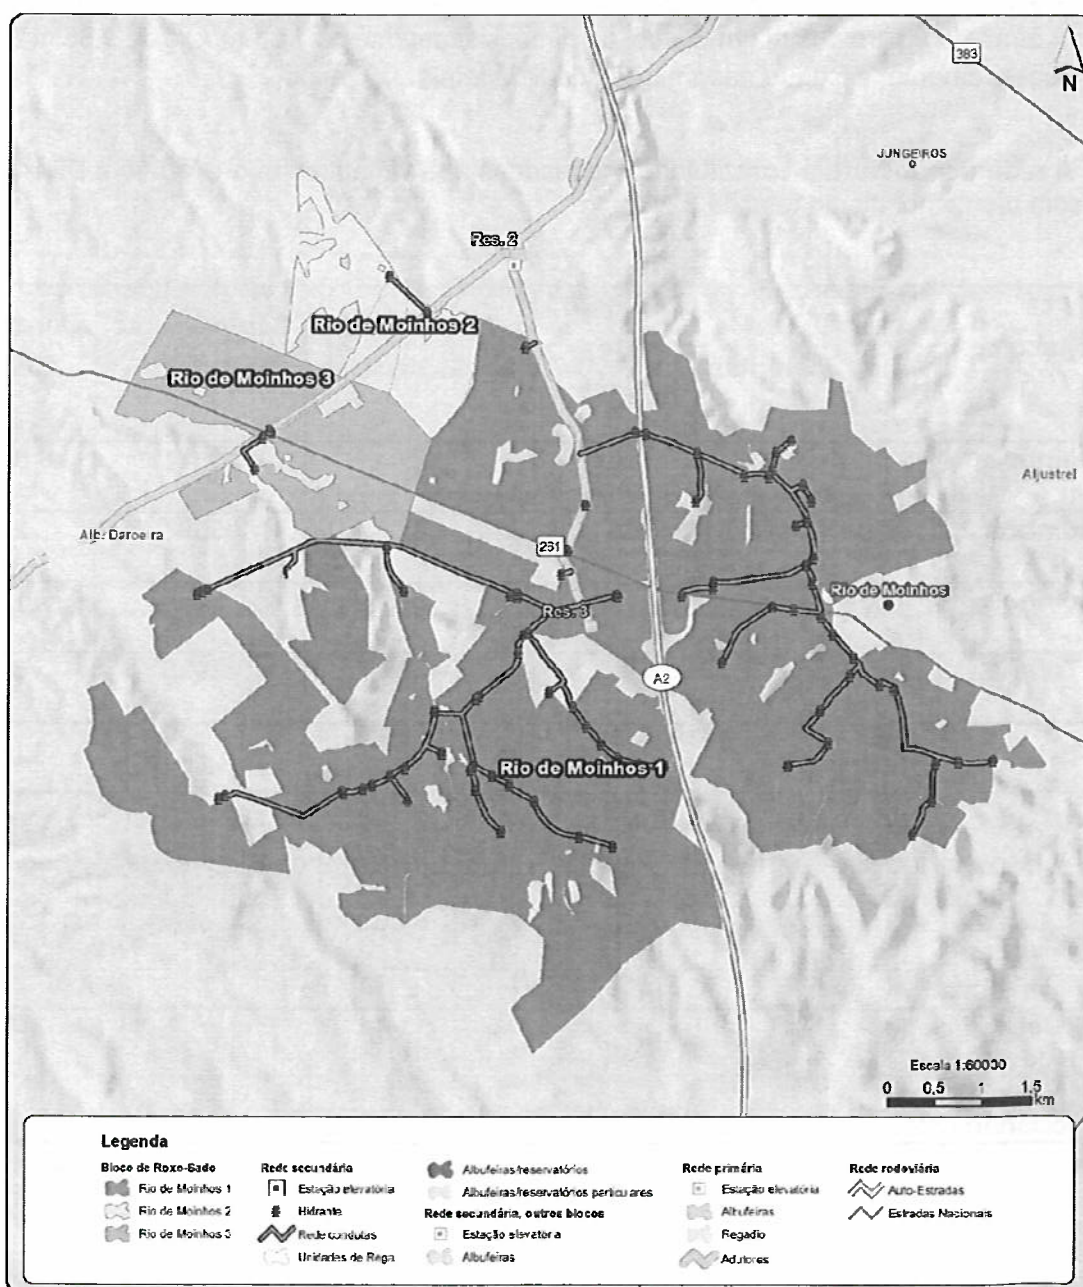 383
N
JUNGEIROS
Res. 2
Rio de Moinhos 2
Rio de Moinhos 3
Aljustrel
Alb. Daroeira
261
Rio de Moinhos
Res. 3
A2
Rio de Moinhos 1
Escala 1:60000
0 0,5 1 1,5
km
Legenda
Bloco de Roxo-Sado
Rio de Moinhos 1
Rio de Moinhos 2
Rio de Moinhos 3
Rede secundária
Estação elevatória
Hidrante
Rede condutas
Unidades de Rega
Albufeiras/reservatórios
Albufeiras/reservatórios particulares
Rede secundária, outros blocos
Estação elevatória
Albufeiras
Rede primária
Estação elevatória
Albufeiras
Regadio
Adutores
Rede rodoviária
Auto-Estradas
Estradas Nacionais